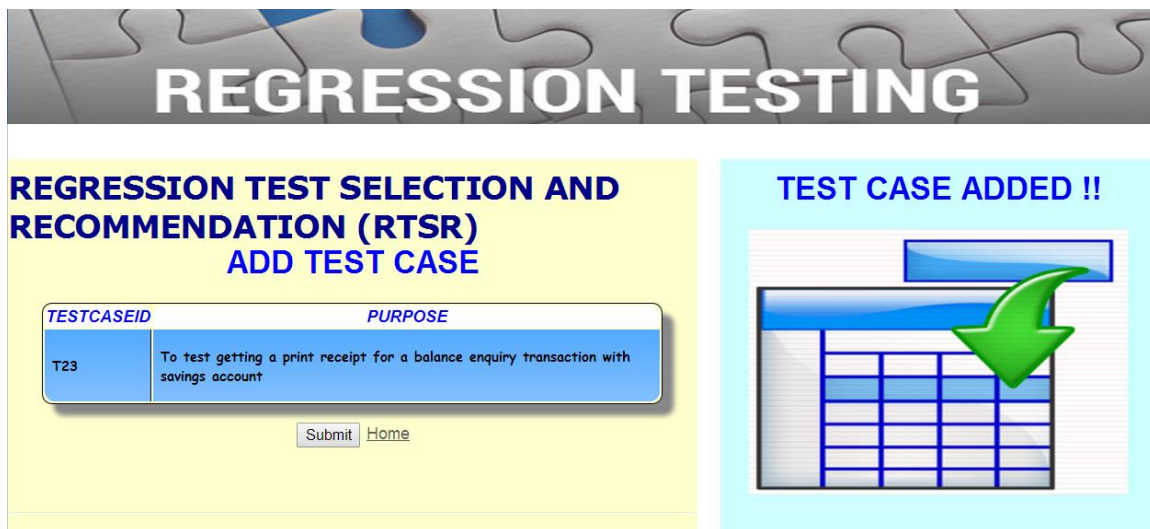 REGRESSION TESTING
REGRESSION TEST SELECTION AND
RECOMMENDATION (RTSR)
ADD TEST CASE
TESTCASEID PURPOSE
T23 To test getting a print receipt for a balance enquiry transaction with
savings account
Submit Home
TEST CASE ADDED !!